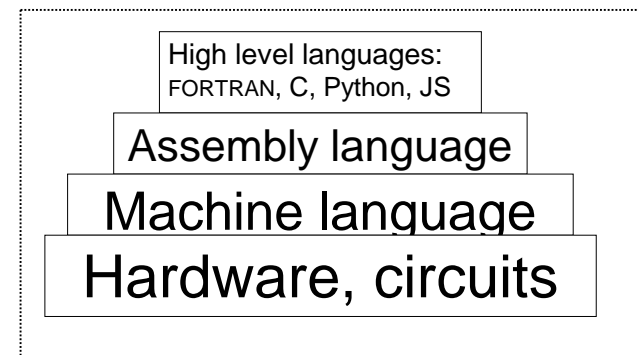 High level languages:
FORTRAN, C, Python, JS
Assembly language
Machine language
Hardware, circuits